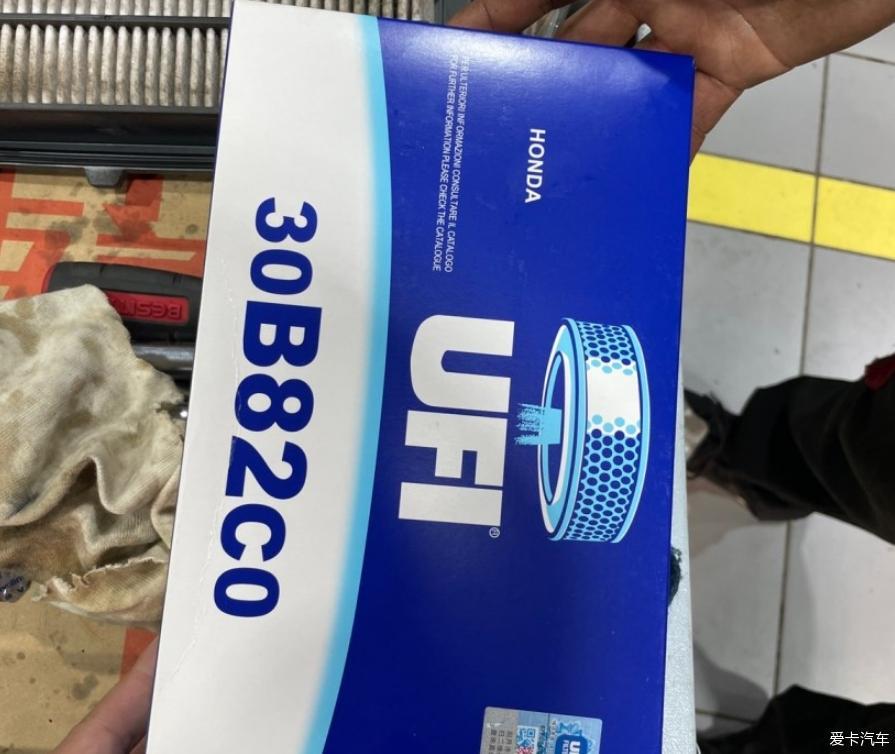 HONDA
PER ULTERIORI INFORMAZIONI CONSULTARE IL CATALOGO
FOR FURTHER INFORMATION PLEASE CHECK THE CATALOGUE
UFI®
30B82C0
UFI
爱卡汽车